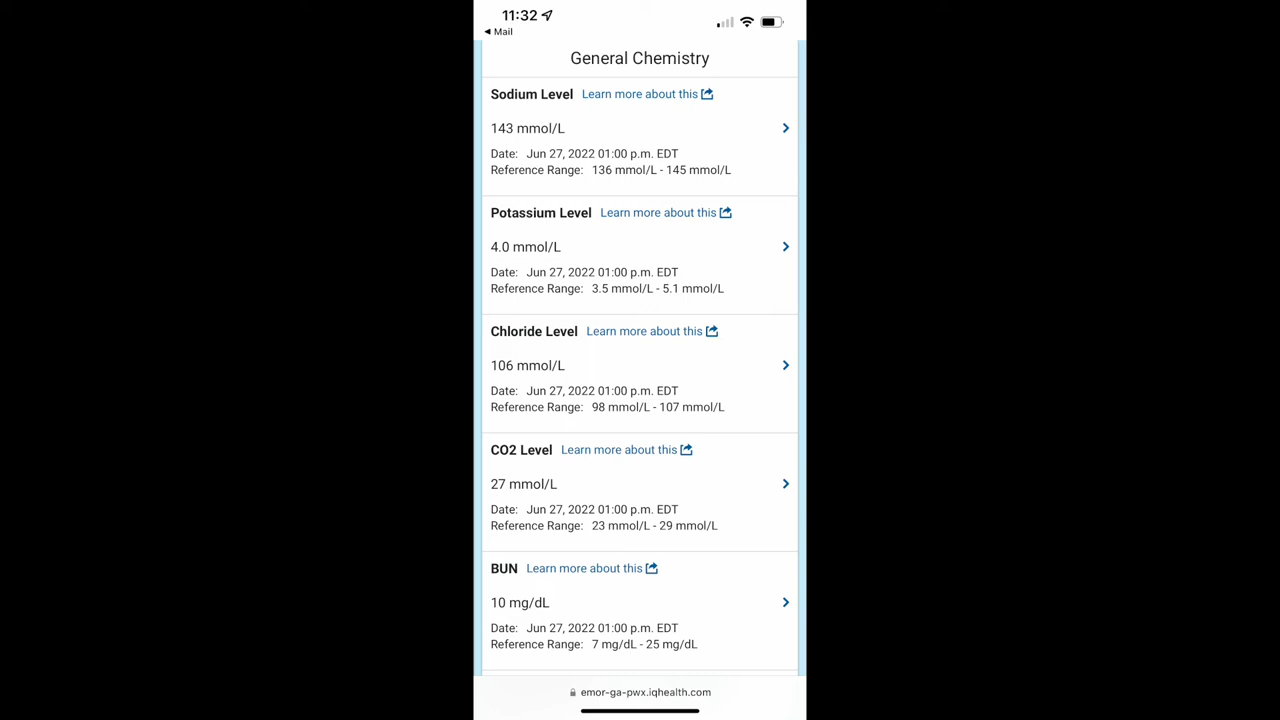 11:32
Mail
General Chemistry
Sodium Level Learn more about this
143 mmol/L
Date: Jun 27, 2022 01:00 p.m. EDT
Reference Range: 136 mmol/L - 145 mmol/L
Potassium Level Learn more about this
4.0 mmol/L
Date: Jun 27, 2022 01:00 p.m. EDT
Reference Range: 3.5 mmol/L - 5.1 mmol/L
Chloride Level Learn more about this
106 mmol/L
Date: Jun 27, 2022 01:00 p.m. EDT
Reference Range: 98 mmol/L - 107 mmol/L
CO2 Level Learn more about this
27 mmol/L
Date: Jun 27, 2022 01:00 p.m. EDT
Reference Range: 23 mmol/L - 29 mmol/L
BUN Learn more about this
10 mg/dL
Date: Jun 27, 2022 01:00 p.m. EDT
Reference Range: 7 mg/dL - 25 mg/dL
emor-ga-pwx.iqhealth.com